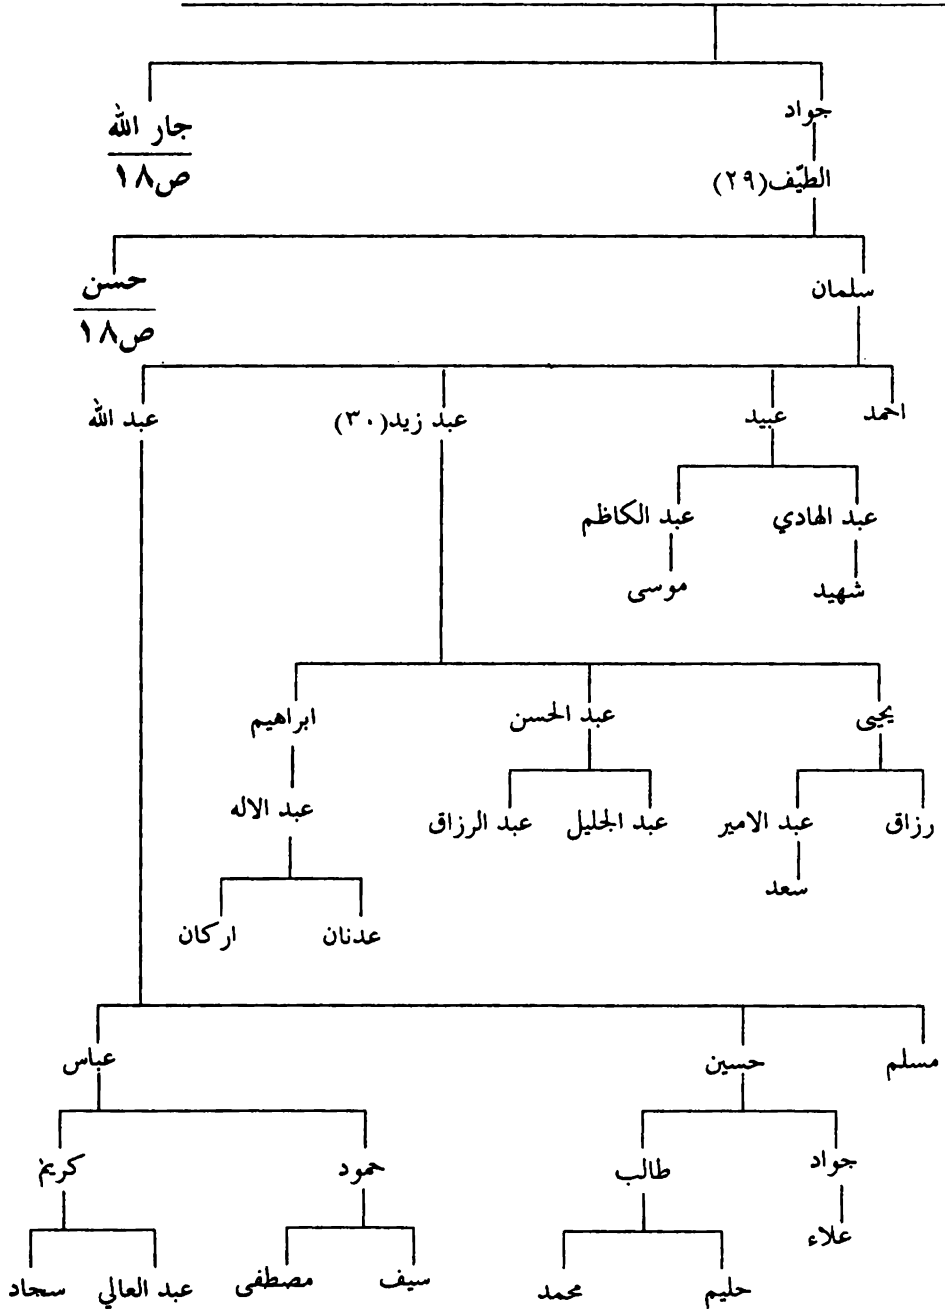 جواد
جار الله
ص١٨
الطيّف(٢٩)
سلمان
حسن
ص١٨
احمد
عبيد
عبد زيد(٣٠)
عبد الله
عبد الهادي
عبد الكاظم
شهيد
موسى
يحيى
عبد الحسن
ابراهيم
رزاق
عبد الامير
عبد الجليل
عبد الرزاق
عبد الاله
سعد
عدنان
اركان
مسلم
حسين
عباس
جواد
طالب
حمود
كريم
علاء
حليم
محمد
سيف
مصطفى
عبد العالي
سجاد